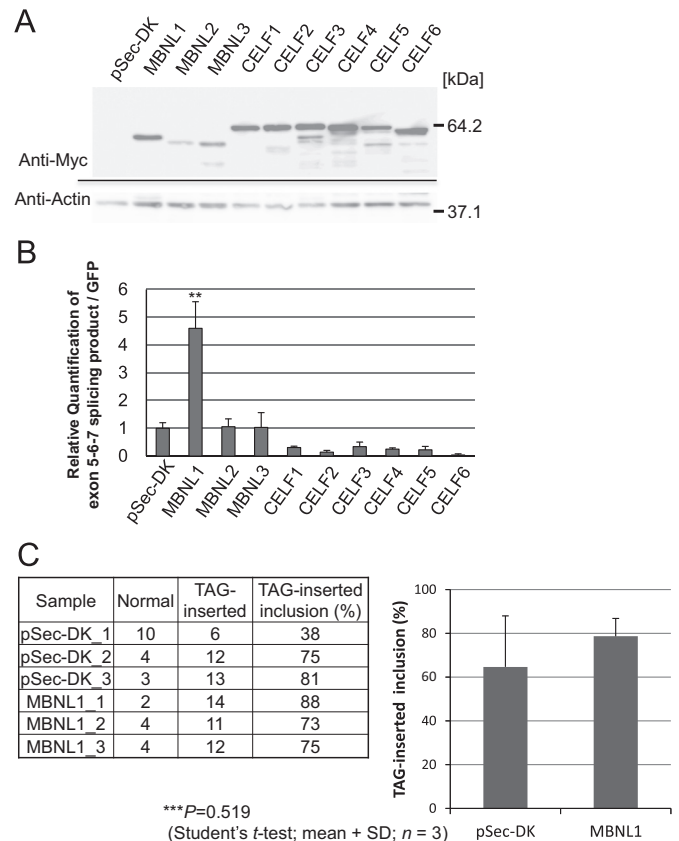 A
pSec-DK MBNL1 MBNL2 MBNL3 CELF1 CELF2 CELF3 CELF4 CELF5 CELF6
[kDa]
64.2
Anti-Myc
Anti-Actin
37.1
B
Relative Quantification of
exon 5-6-7 splicing product / GFP
6
5
4
3
2
1
0
**
pSec-DK MBNL1 MBNL2 MBNL3 CELF1 CELF2 CELF3 CELF4 CELF5 CELF6
C
Sample Normal TAG-inserted TAG-inserted inclusion (%)
pSec-DK_1 10 6 38
pSec-DK_2 4 12 75
pSec-DK_3 3 13 81
MBNL1_1 2 14 88
MBNL1_2 4 11 73
MBNL1_3 4 12 75
TAG-inserted inclusion (%)
100
80
60
40
20
0
pSec-DK MBNL1
***P=0.519
(Student's t-test; mean + SD; n = 3)